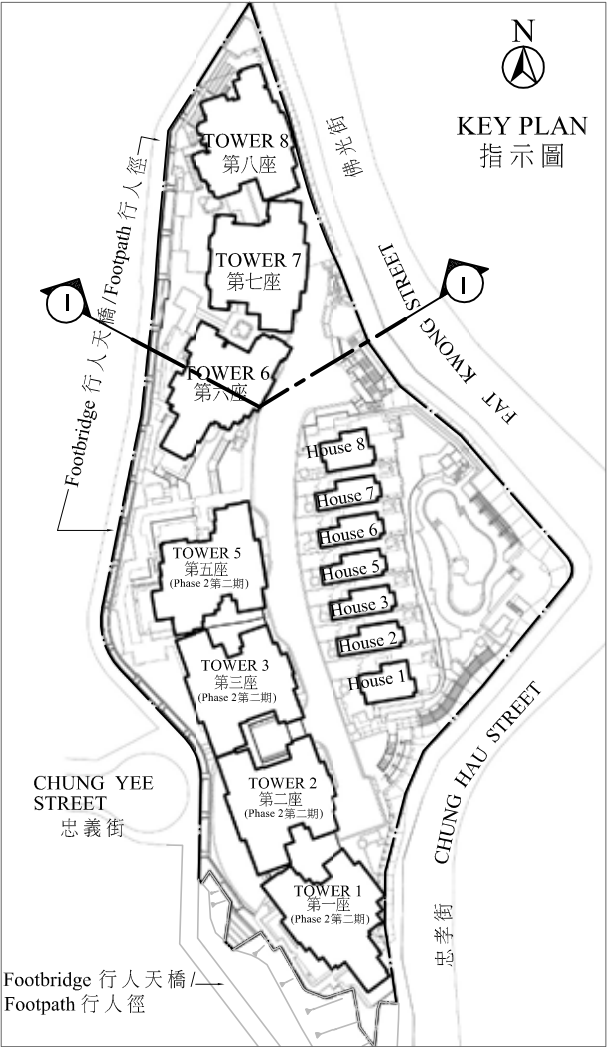 N
KEY PLAN
指示圖
TOWER 8
第八座
佛光街
FAT KWONG STREET
Footbridge 行人天橋/Footpath 行人徑
TOWER 7
第七座
1
1
TOWER 6
第六座
House 8
House 7
House 6
House 5
House 3
House 2
House 1
TOWER 5
第五座
(Phase 2 第二期)
TOWER 3
第三座
(Phase 2 第二期)
CHUNG HAU STREET
忠孝街
CHUNG YEE
STREET
忠義街
TOWER 2
第二座
(Phase 2 第二期)
TOWER 1
第一座
(Phase 2 第二期)
Footbridge 行人天橋/
Footpath 行人徑